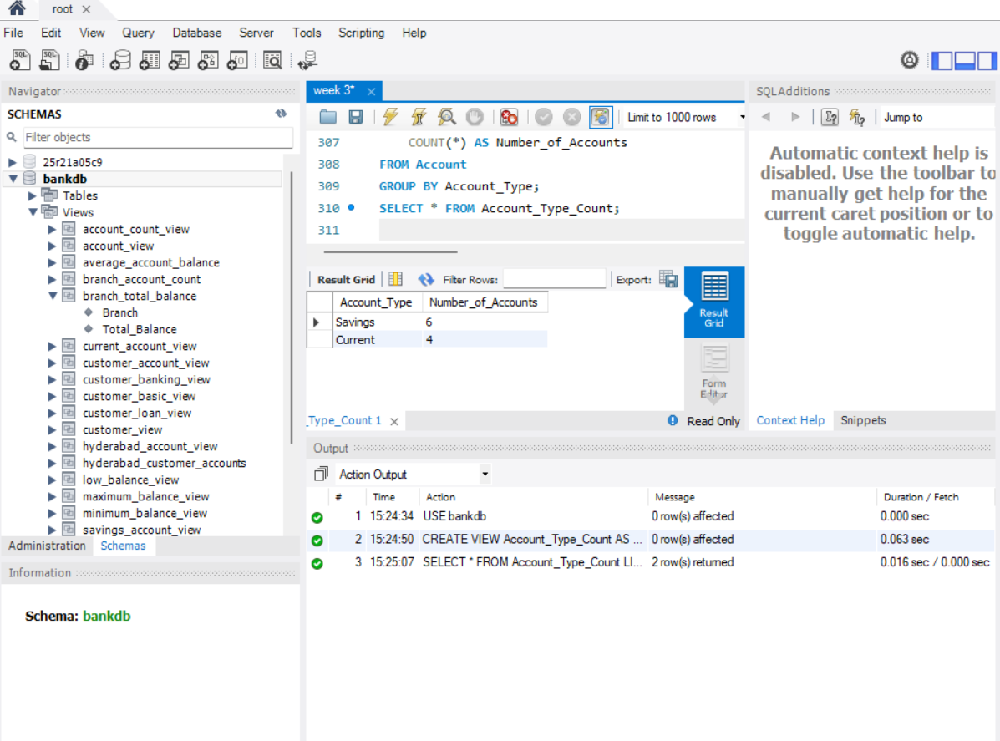 root
File Edit View Query Database Server Tools Scripting Help
Navigator
SCHEMAS
Filter objects
25r21a05c9
bankdb
Tables
Views
account_count_view
account_view
average_account_balance
branch_account_count
branch_total_balance
Branch
Total_Balance
current_account_view
customer_account_view
customer_banking_view
customer_basic_view
customer_loan_view
customer_view
hyderabad_account_view
hyderabad_customer_accounts
low_balance_view
maximum_balance_view
minimum_balance_view
savings_account_view
Administration Schemas
Information
Schema: bankdb
week 3*
Limit to 1000 rows
307 COUNT(*) AS Number_of_Accounts
308 FROM Account
309 GROUP BY Account_Type;
310 SELECT * FROM Account_Type_Count;
311
Result Grid Filter Rows: Export:
Account_Type Number_of_Accounts
Savings 6
Current 4
Result
Grid
Form
Editor
_Type_Count 1 Read Only
SQLAdditions
Jump to
Automatic context help is
disabled. Use the toolbar to
manually get help for the
current caret position or to
toggle automatic help.
Context Help Snippets
Output
Action Output
# Time Action Message Duration / Fetch
1 15:24:34 USE bankdb 0 row(s) affected 0.000 sec
2 15:24:50 CREATE VIEW Account_Type_Count AS ... 0 row(s) affected 0.063 sec
3 15:25:07 SELECT * FROM Account_Type_Count LI... 2 row(s) returned 0.016 sec / 0.000 sec